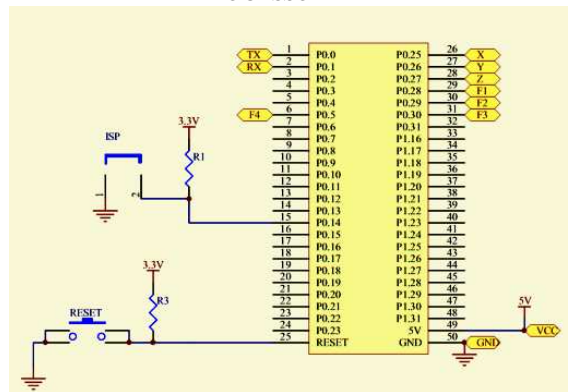 TX 1 P0.0 P0.25 26 X
RX 2 P0.1 P0.26 27 Y
3 P0.2 P0.27 28 Z
4 P0.3 P0.28 29 F1
5 P0.4 P0.29 30 F2
F4 6 P0.5 P0.30 31 F3
7 P0.6 P0.31 32
3.3V 8 P0.7 P1.16 33
ISP 9 P0.8 P1.17 34
10 P0.9 P1.18 35
R1 11 P0.10 P1.19 36
12 P0.11 P1.20 37
1 2 13 P0.12 P1.21 38
14 P0.13 P1.22 39
15 P0.14 P1.23 40
16 P0.15 P1.24 41
17 P0.16 P1.25 42
18 P0.17 P1.26 43
3.3V 19 P0.18 P1.27 44
20 P0.19 P1.28 45
21 P0.20 P1.29 46
R3 22 P0.21 P1.30 47 5V
RESET 23 P0.22 P1.31 48
24 P0.23 5V 49 VCC
25 RESET GND 50 GND